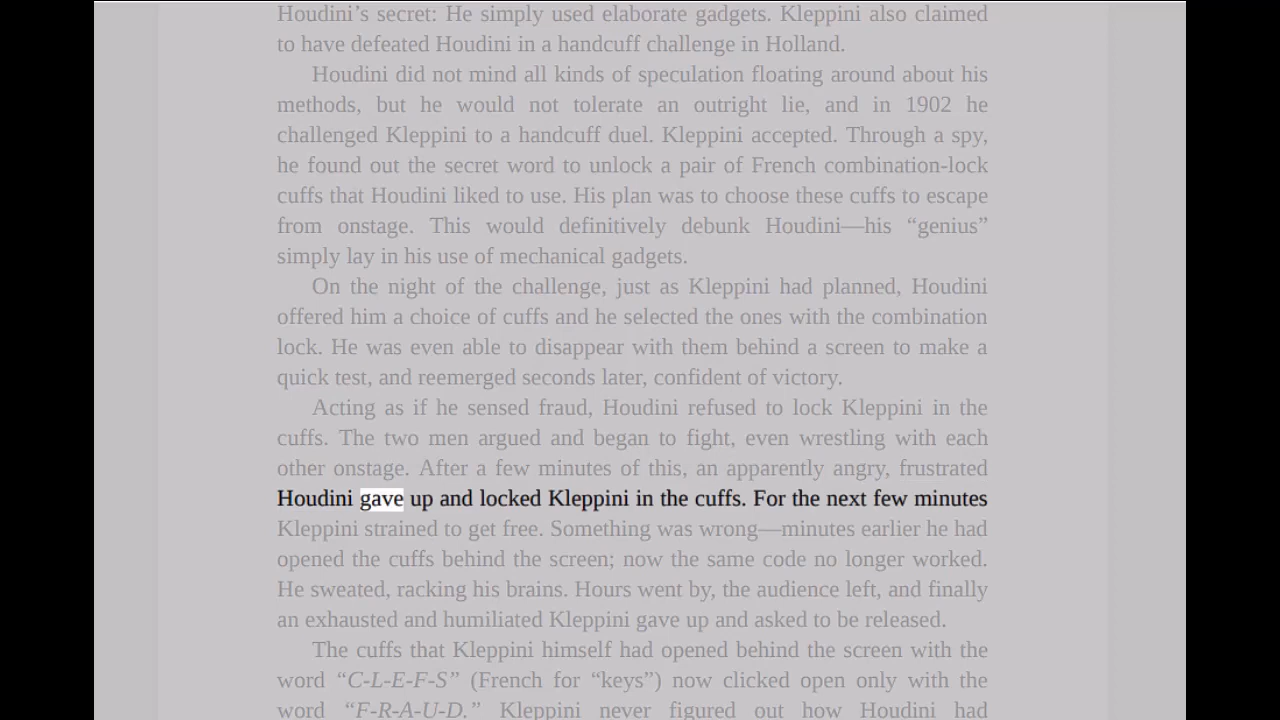 Houdini’s secret: He simply used elaborate gadgets. Kleppini also claimed
to have defeated Houdini in a handcuff challenge in Holland.
Houdini did not mind all kinds of speculation floating around about his
methods, but he would not tolerate an outright lie, and in 1902 he
challenged Kleppini to a handcuff duel. Kleppini accepted. Through a spy,
he found out the secret word to unlock a pair of French combination-lock
cuffs that Houdini liked to use. His plan was to choose these cuffs to escape
from onstage. This would definitively debunk Houdini—his “genius”
simply lay in his use of mechanical gadgets.
On the night of the challenge, just as Kleppini had planned, Houdini
offered him a choice of cuffs and he selected the ones with the combination
lock. He was even able to disappear with them behind a screen to make a
quick test, and reemerged seconds later, confident of victory.
Acting as if he sensed fraud, Houdini refused to lock Kleppini in the
cuffs. The two men argued and began to fight, even wrestling with each
other onstage. After a few minutes of this, an apparently angry, frustrated
Houdini gave up and locked Kleppini in the cuffs. For the next few minutes
Kleppini strained to get free. Something was wrong—minutes earlier he had
opened the cuffs behind the screen; now the same code no longer worked.
He sweated, racking his brains. Hours went by, the audience left, and finally
an exhausted and humiliated Kleppini gave up and asked to be released.
The cuffs that Kleppini himself had opened behind the screen with the
word “C-L-E-F-S” (French for “keys”) now clicked open only with the
word “F-R-A-U-D.” Kleppini never figured out how Houdini had